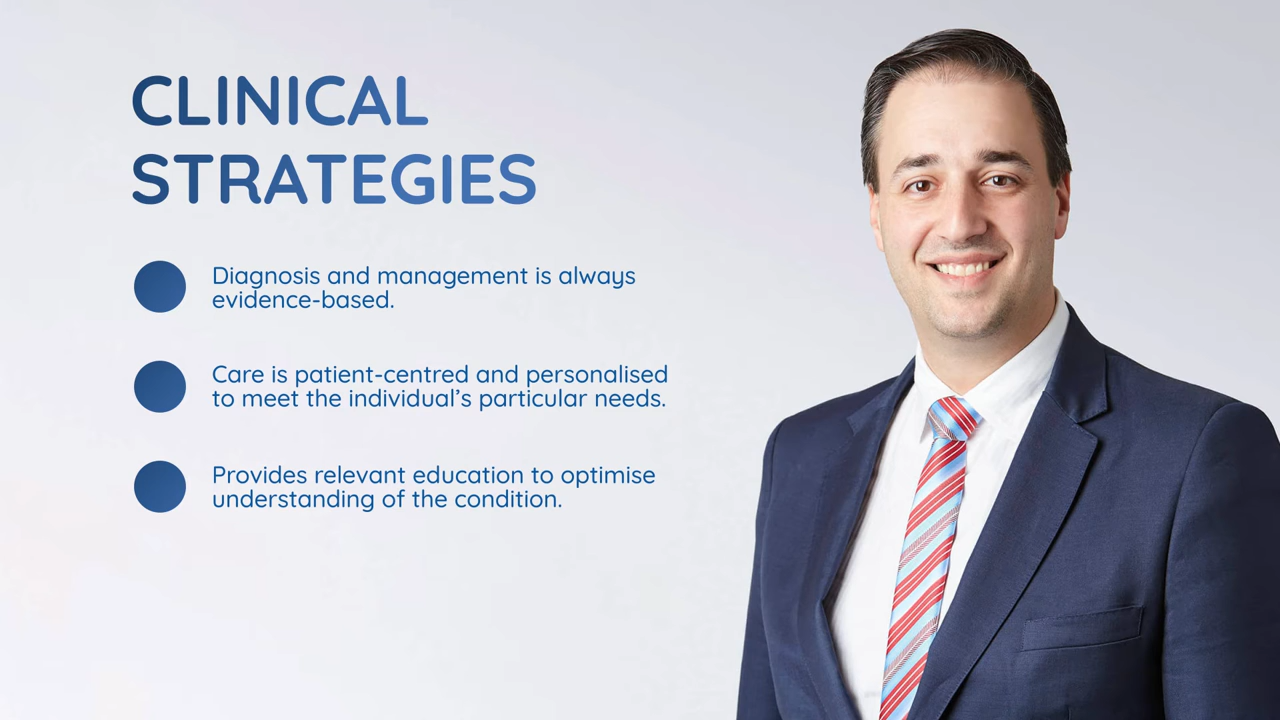 CLINICAL
STRATEGIES
Diagnosis and management is always
evidence-based.
Care is patient-centred and personalised
to meet the individual’s particular needs.
Provides relevant education to optimise
understanding of the condition.